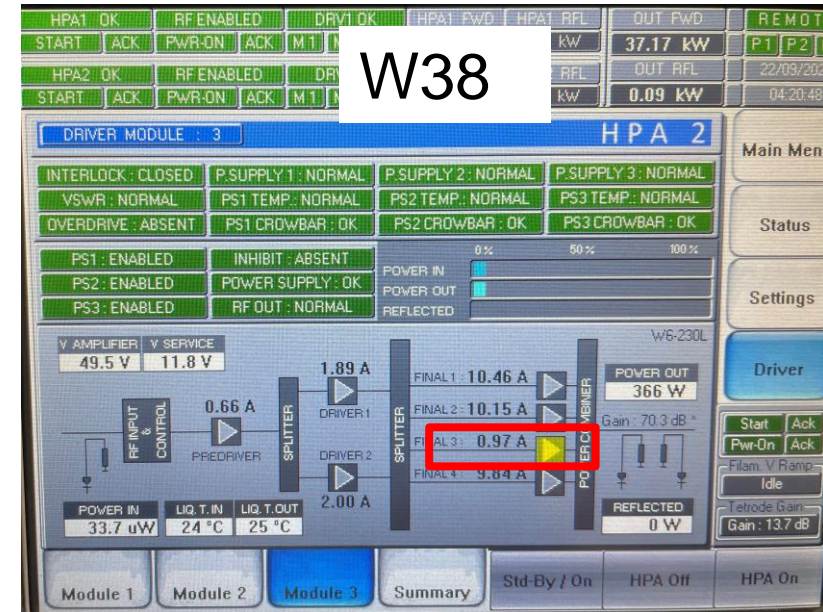 HPA1 OK RF ENABLED DRV1 OK HPA1 FWD HPA1 RFL OUT FWD REMOT
START ACK PWR-ON ACK M1 kW 37.17 kW P1 P2
HPA2 OK RF ENABLED DRV RFL OUT RFL 22/09/202
START ACK PWR-ON ACK M1 kW 0.09 kW 04:20:48
W38
DRIVER MODULE : 3 HPA 2
Main Men
INTERLOCK : CLOSED P.SUPPLY 1 : NORMAL P.SUPPLY 2 : NORMAL P.SUPPLY 3 : NORMAL
VSWR : NORMAL PS1 TEMP.: NORMAL PS2 TEMP.: NORMAL PS3 TEMP.: NORMAL
OVERDRIVE : ABSENT PS1 CROWBAR : OK PS2 CROWBAR : OK PS3 CROWBAR : OK
Status
PS1 : ENABLED INHIBIT : ABSENT 0% 50% 100%
PS2 : ENABLED POWER SUPPLY : OK POWER IN
PS3 : ENABLED RF OUT : NORMAL POWER OUT
REFLECTED
Settings
W6-230L
V AMPLIFIER V SERVICE
49.5 V 11.8 V
1.89 A
DRIVER 1
RF INPUT & CONTROL
0.66 A
PREDRIVER
SPLITTER
DRIVER 2
2.00 A
SPLITTER
FINAL 1 : 10.46 A
FINAL 2 : 10.15 A
FINAL 3 : 0.97 A
FINAL 4 : 9.84 A
POWER COMBINER
POWER OUT
366 W
Gain : 70.3 dB *
Driver
POWER IN LIQ. T.IN LIQ. T.OUT
33.7 uW 24 °C 25 °C
REFLECTED
0 W
Start Ack
Pwr-On Ack
Filam. V Ramp
Idle
Tetrode Gain
Gain : 13.7 dB
Module 1 Module 2 Module 3 Summary Std-By / On HPA Off HPA On